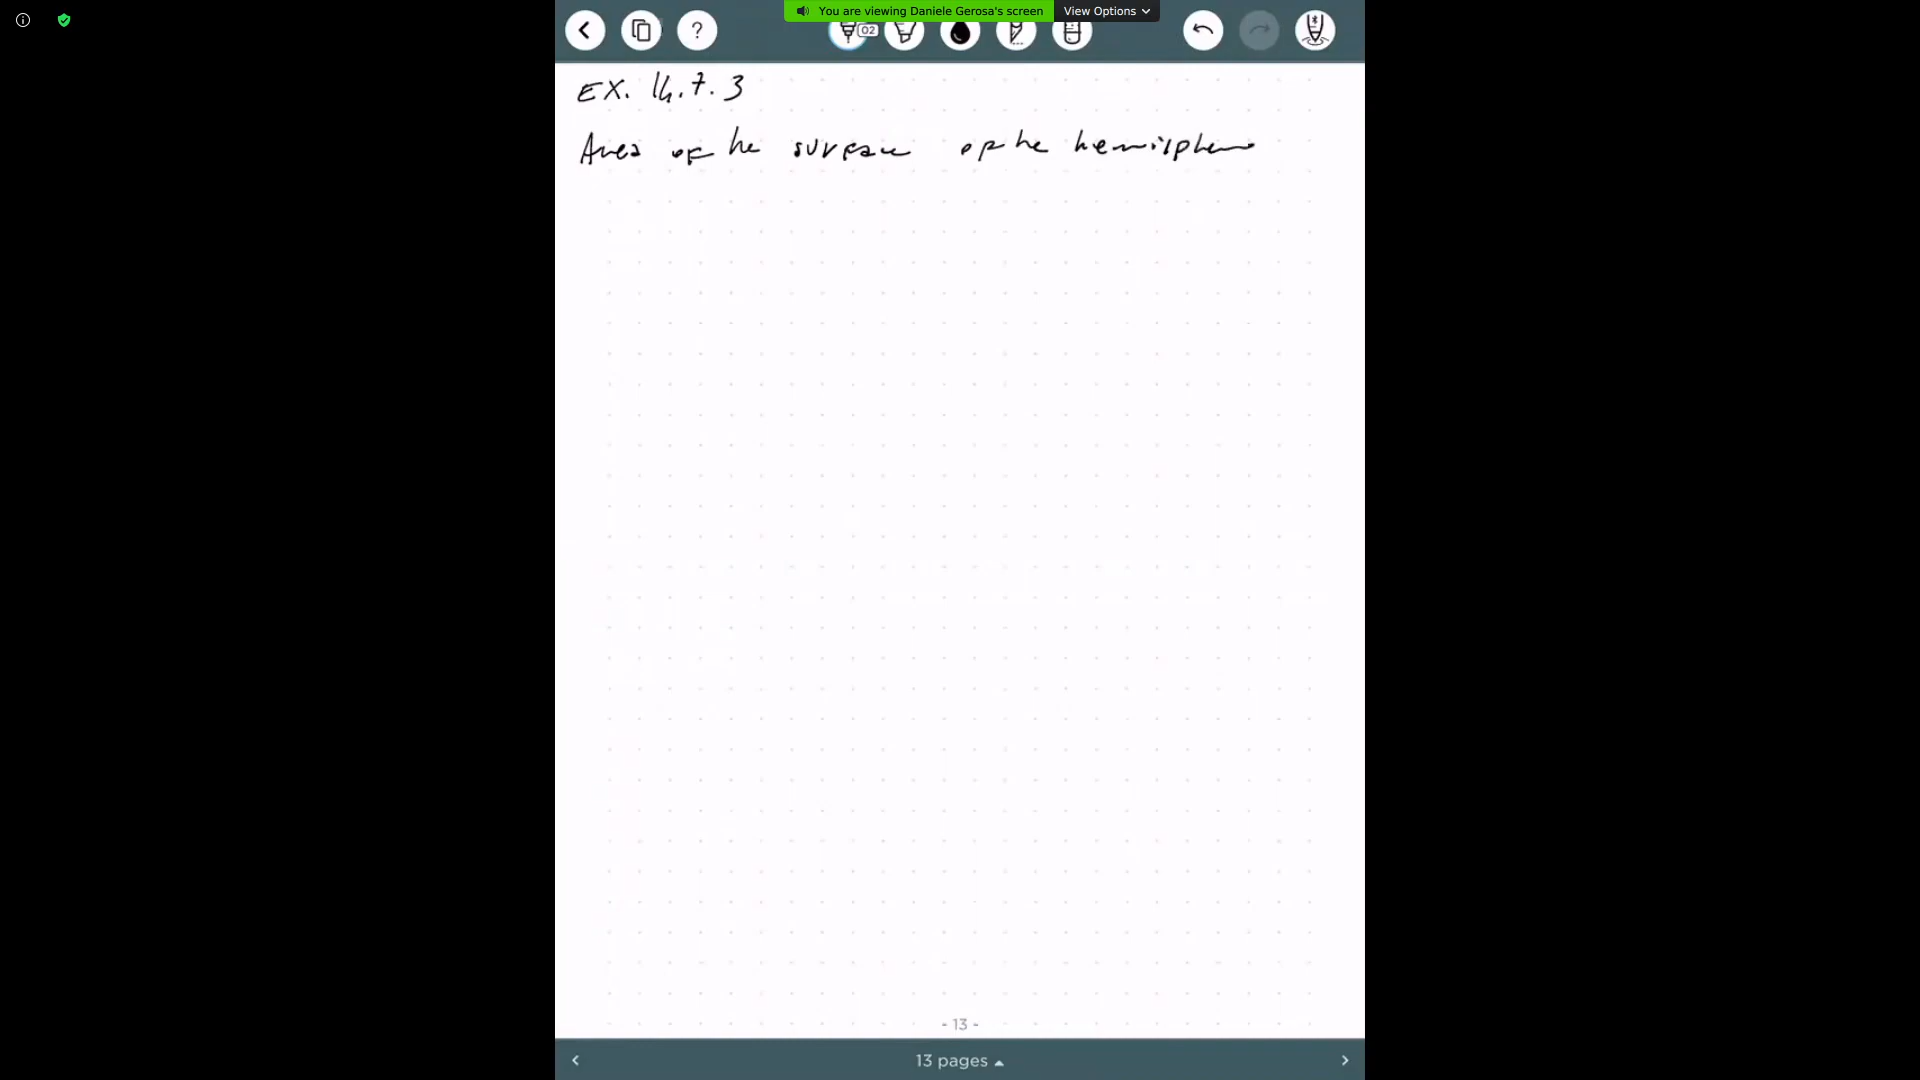 You are viewing Daniele Gerosa's screen View Options
?
02
EX. 14.7.3
Area of the surface of the hemisphere
- 13 -
13 pages